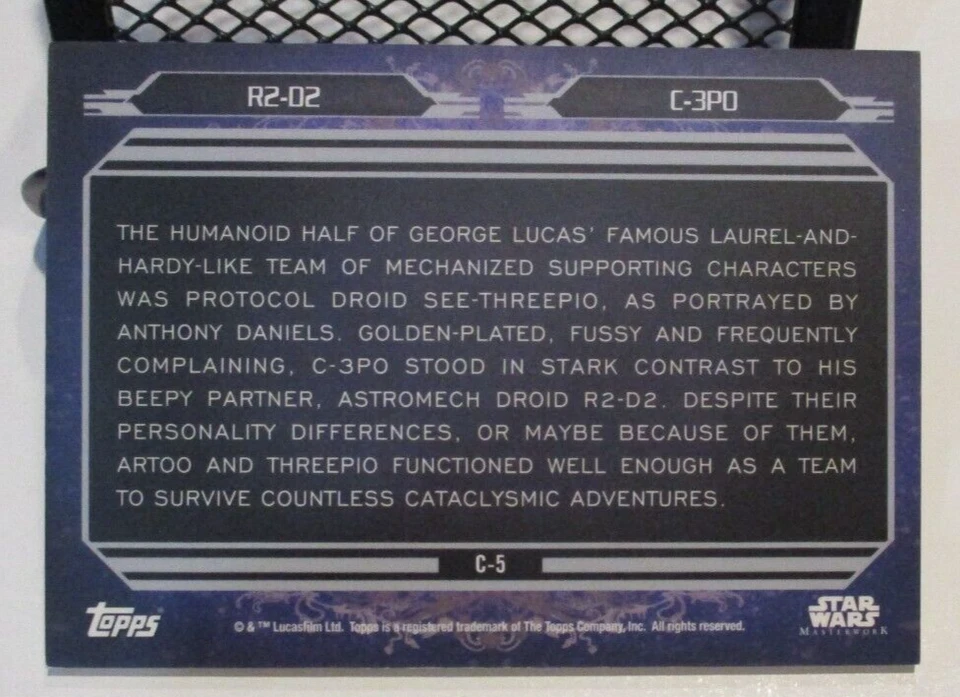 R2-D2 C-3PO
THE HUMANOID HALF OF GEORGE LUCAS' FAMOUS LAUREL-AND-
HARDY-LIKE TEAM OF MECHANIZED SUPPORTING CHARACTERS
WAS PROTOCOL DROID SEE-THREEPIO, AS PORTRAYED BY
ANTHONY DANIELS. GOLDEN-PLATED, FUSSY AND FREQUENTLY
COMPLAINING, C-3PO STOOD IN STARK CONTRAST TO HIS
BEEPY PARTNER, ASTROMECH DROID R2-D2. DESPITE THEIR
PERSONALITY DIFFERENCES, OR MAYBE BECAUSE OF THEM,
ARTOO AND THREEPIO FUNCTIONED WELL ENOUGH AS A TEAM
TO SURVIVE COUNTLESS CATACLYSMIC ADVENTURES.
C-5
Topps
© & ™ Lucasfilm Ltd. Topps is a registered trademark of The Topps Company, Inc. All rights reserved.
STAR
WARS
MASTERWORK